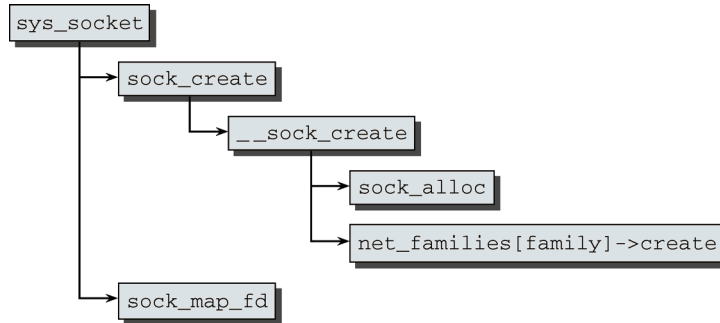 sys_socket
sock_create
__sock_create
sock_alloc
net_families[family]->create
sock_map_fd